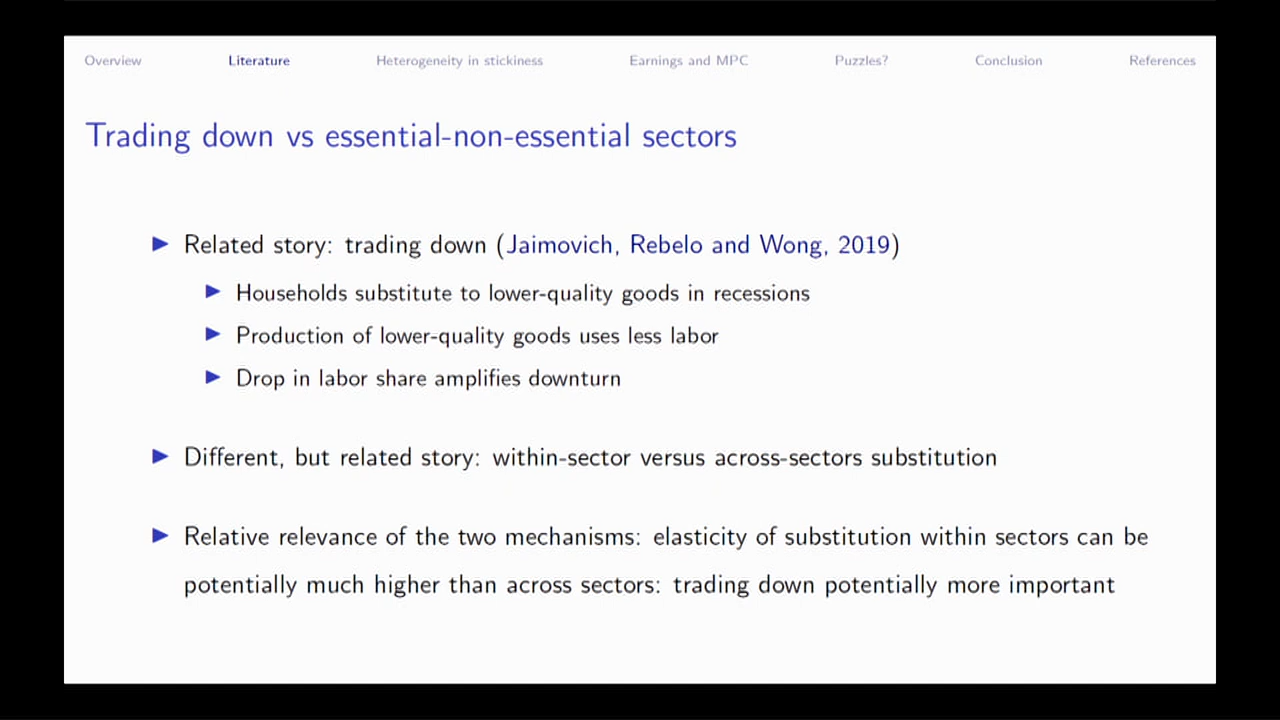 Overview Literature Heterogeneity in stickiness Earnings and MPC Puzzles? Conclusion References
Trading down vs essential-non-essential sectors
Related story: trading down (Jaimovich, Rebelo and Wong, 2019)
Households substitute to lower-quality goods in recessions
Production of lower-quality goods uses less labor
Drop in labor share amplifies downturn
Different, but related story: within-sector versus across-sectors substitution
Relative relevance of the two mechanisms: elasticity of substitution within sectors can be
potentially much higher than across sectors: trading down potentially more important